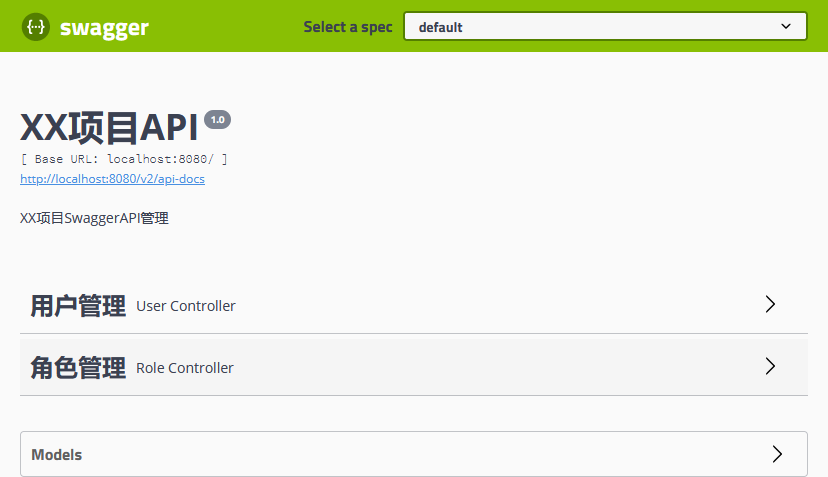 swagger
Select a spec default
XX项目API 1.0
[ Base URL: localhost:8080/ ]
http://localhost:8080/v2/api-docs
XX项目SwaggerAPI管理
用户管理 User Controller
角色管理 Role Controller
Models